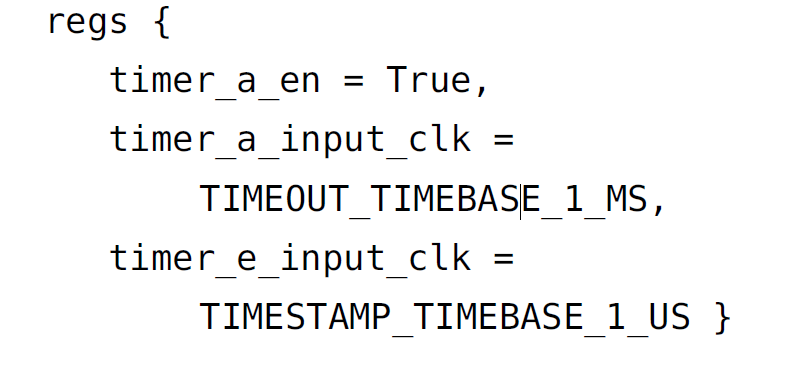 regs {
timer_a_en = True,
timer_a_input_clk =
TIMEOUT_TIMEBASE_1_MS,
timer_e_input_clk =
TIMESTAMP_TIMEBASE_1_US }